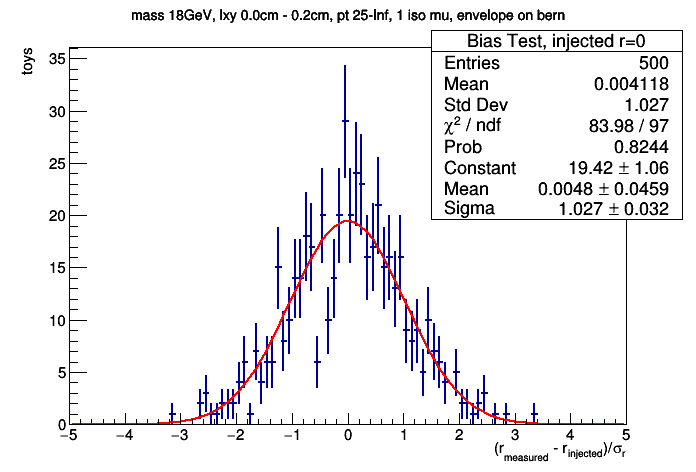 mass 18GeV, lxy 0.0cm - 0.2cm, pt 25-Inf, 1 iso mu, envelope on bern
toys
Bias Test, injected r=0
Entries 500
Mean 0.004118
Std Dev 1.027
χ² / ndf 83.98 / 97
Prob 0.8244
Constant 19.42 ± 1.06
Mean 0.0048 ± 0.0459
Sigma 1.027 ± 0.032
35
30
25
20
15
10
5
0
−5 −4 −3 −2 −1 0 1 2 3 4 5
(r_measured - r_injected)/σ_r